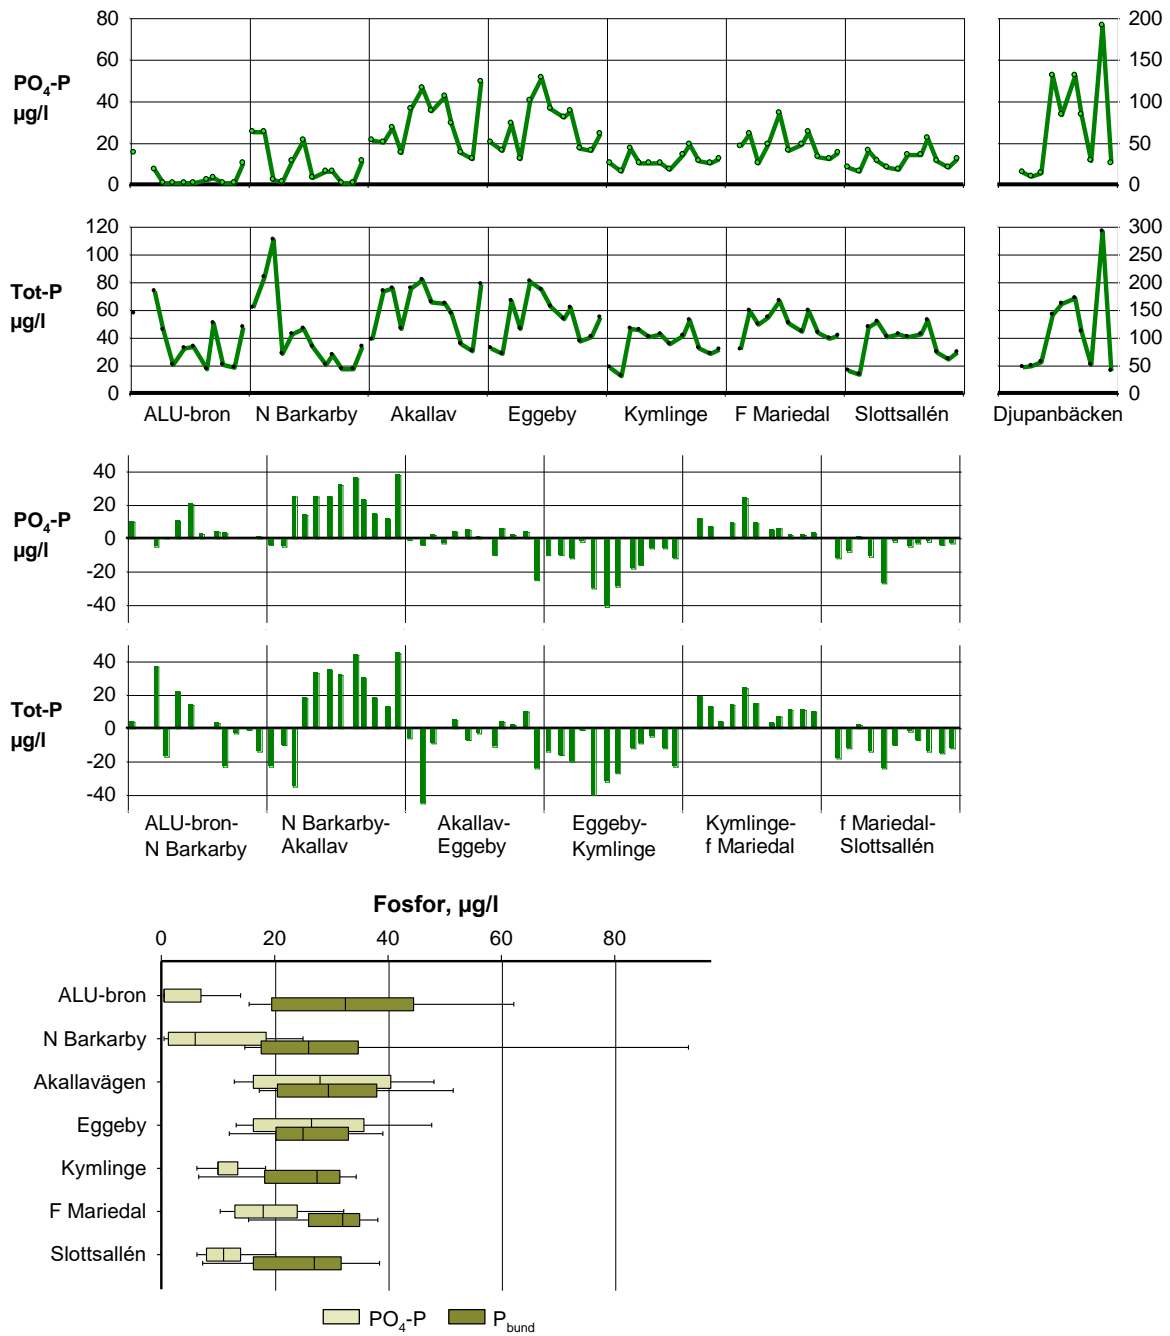 80 200
PO4-P 60 150
µg/l 40 100
20 50
0 0
120 300
100 250
Tot-P 80 200
µg/l 60 150
40 100
20 50
0 0
ALU-bron N Barkarby Akallav Eggeby Kymlinge F Mariedal Slottsallén Djupanbäcken
40
PO4-P 20
µg/l 0
-20
-40
40
Tot-P 20
µg/l 0
-20
-40
ALU-bron- N Barkarby- Akallav- Eggeby- Kymlinge- f Mariedal-
N Barkarby Akallav Eggeby Kymlinge f Mariedal Slottsallén
Fosfor, µg/l
0 20 40 60 80
ALU-bron
N Barkarby
Akallavägen
Eggeby
Kymlinge
F Mariedal
Slottsallén
PO4-P Pbund